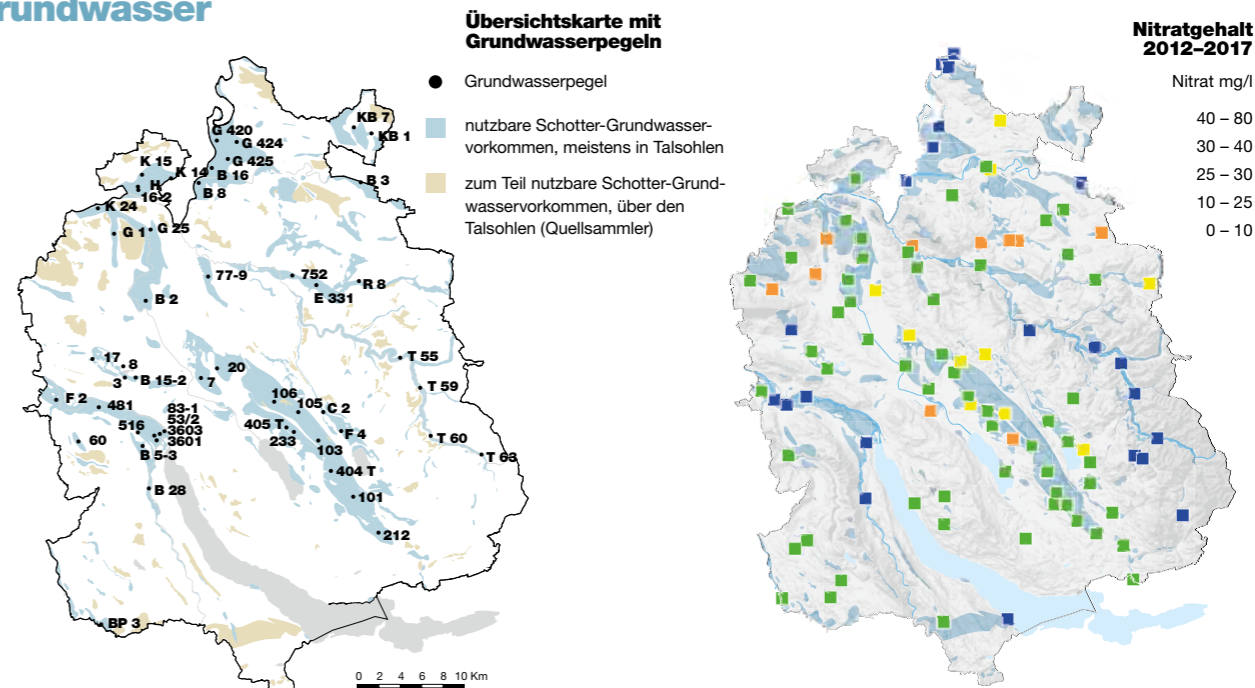 rundwasser
Übersichtskarte mit
Grundwasserpegeln
Grundwasserpegel
nutzbare Schotter-Grundwasser-
vorkommen, meistens in Talsohlen
zum Teil nutzbare Schotter-Grund-
wasservorkommen, über den
Talsohlen (Quellsammler)
KB 7
KB 1
G 420
G 424
G 425
K 15
K 14
B 16
H
16-2
B 8
B 3
K 24
G 1
G 25
77-9
752
R 8
E 331
B 2
17
8
3
B 15-2
7
20
T 55
T 59
F 2
481
106
105
C 2
83-1
53/2
516
3603
3601
405 T
233
F 4
103
60
B 5-3
T 60
T 63
404 T
B 28
101
212
BP 3
0 2 4 6 8 10 Km
Nitratgehalt
2012–2017
Nitrat mg/l
40 – 80
30 – 40
25 – 30
10 – 25
0 – 10